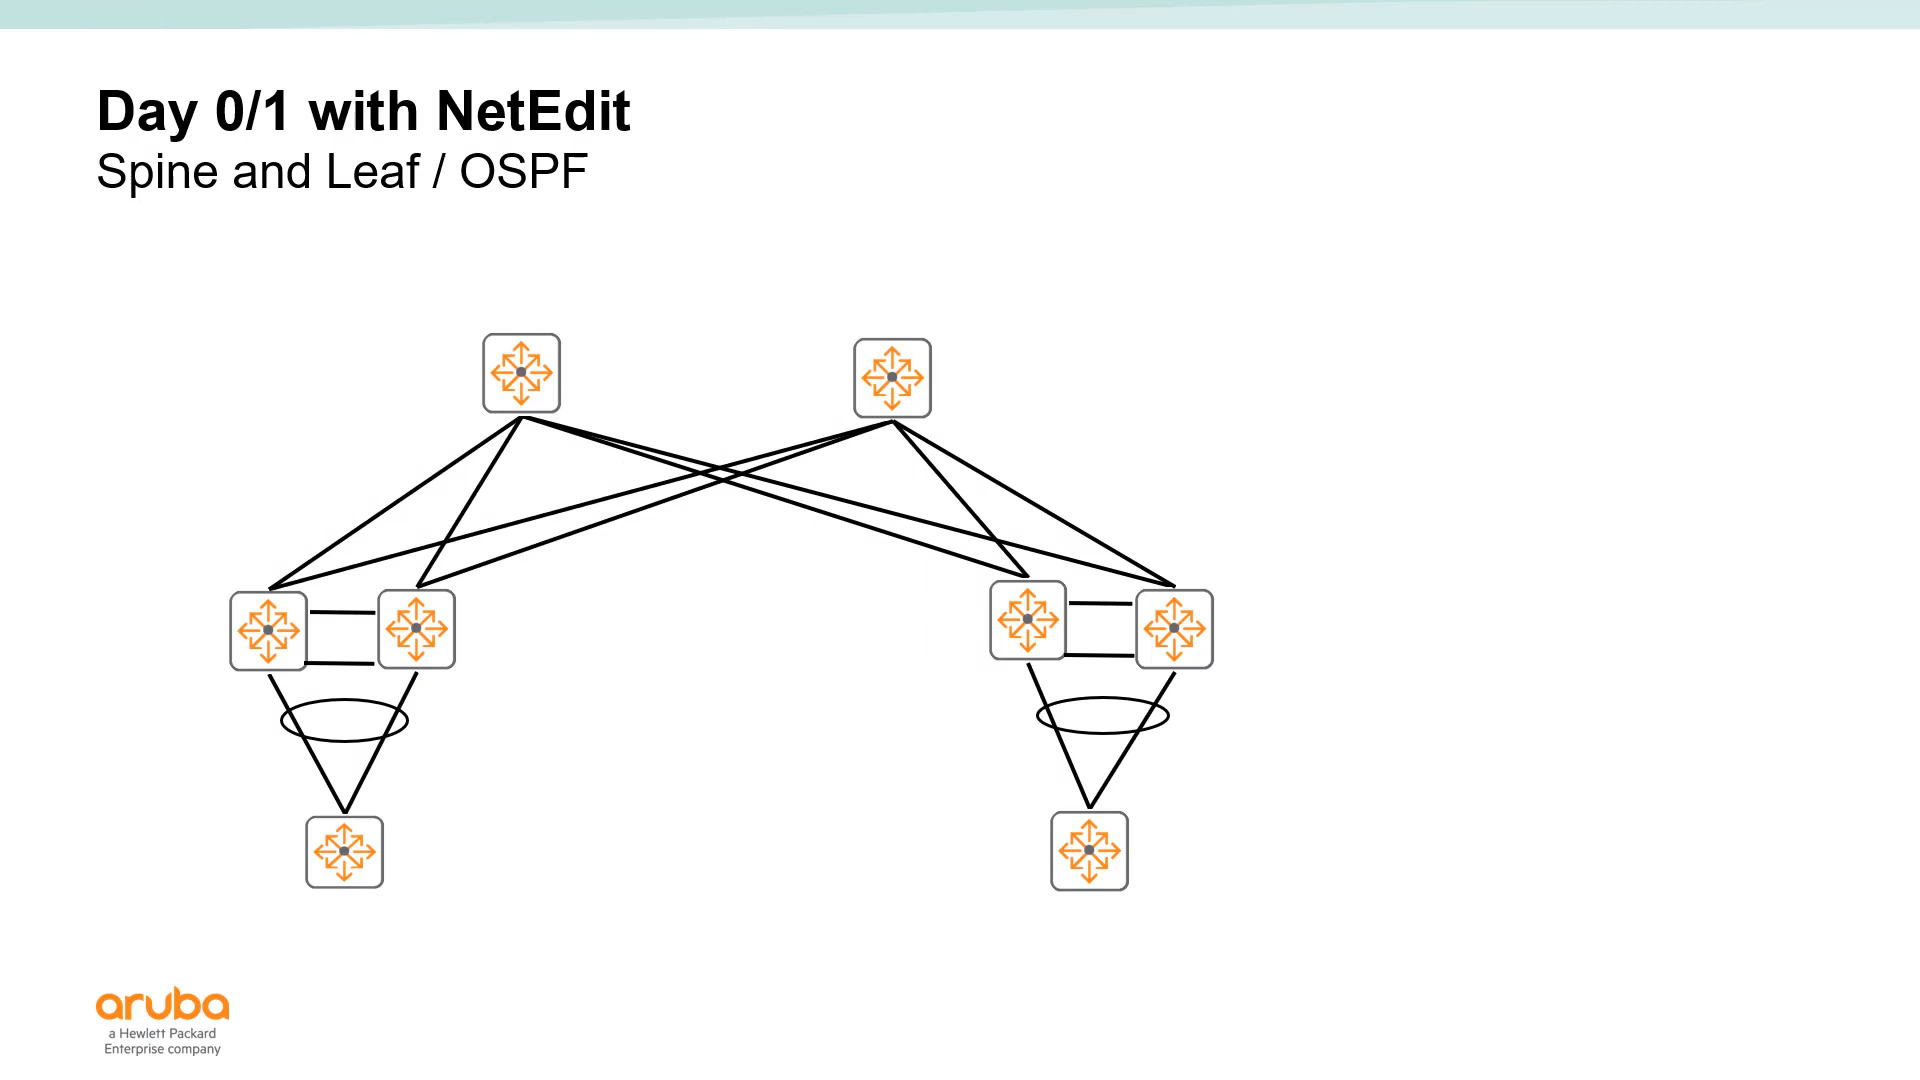 Day 0/1 with NetEdit
Spine and Leaf / OSPF
aruba
a Hewlett Packard
Enterprise company